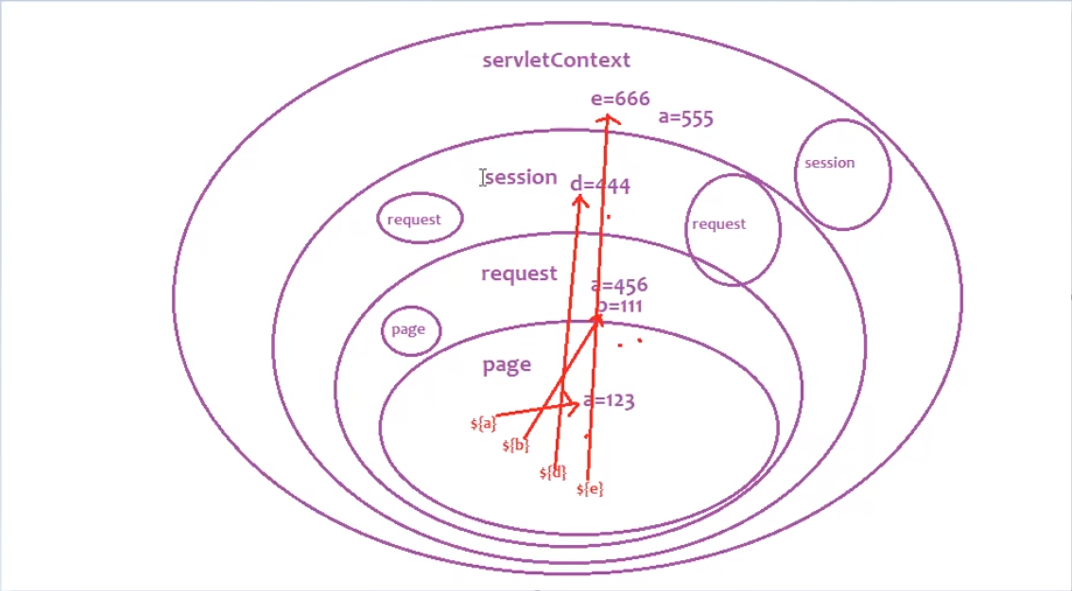 servletContext
e=666
a=555
session
session
d=444
request
request
request
a=456
b=111
page
page
a=123
${a}
${b}
${d}
${e}